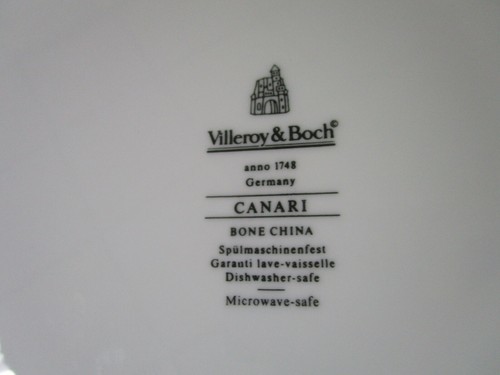 Villeroy & Boch©
anno 1748
Germany
CANARI
BONE CHINA
Spülmaschinenfest
Garanti lave-vaisselle
Dishwasher-safe
Microwave-safe